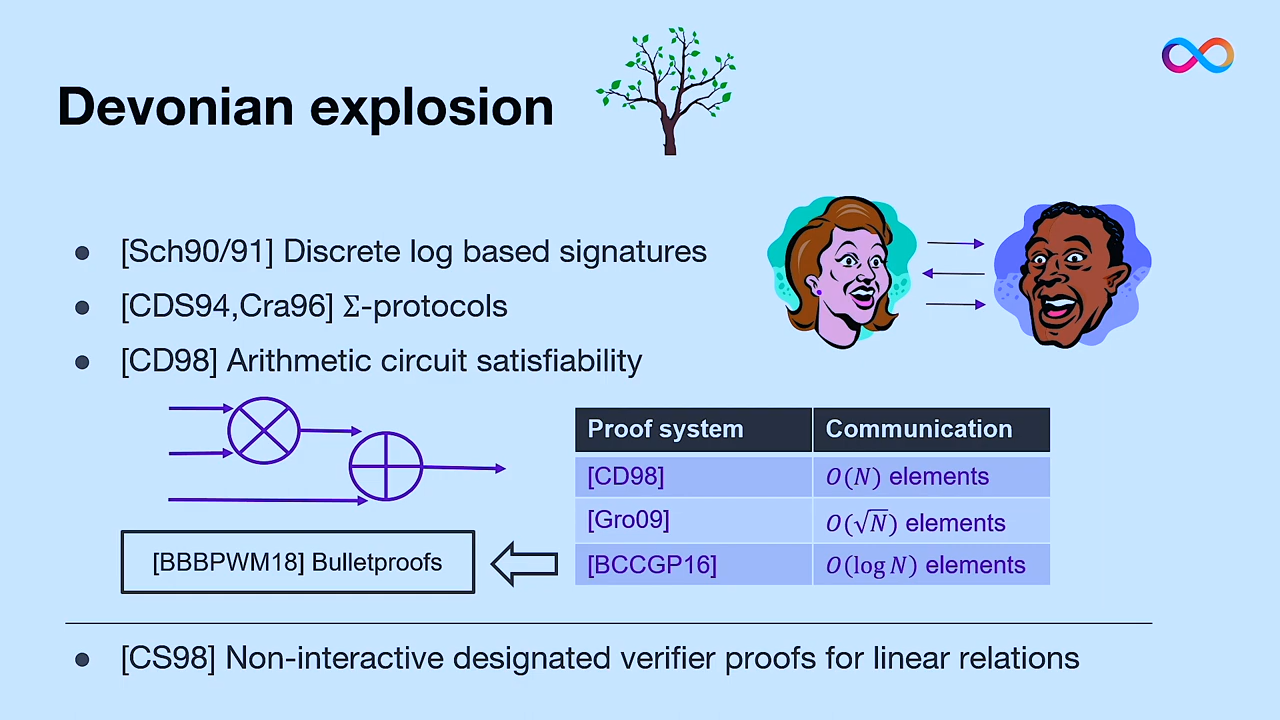 Devonian explosion
● [Sch90/91] Discrete log based signatures
● [CDS94,Cra96] Σ-protocols
● [CD98] Arithmetic circuit satisfiability
Proof system Communication
[CD98] O(N) elements
[Gro09] O(√N) elements
[BCCGP16] O(log N) elements
[BBBPWM18] Bulletproofs
● [CS98] Non-interactive designated verifier proofs for linear relations